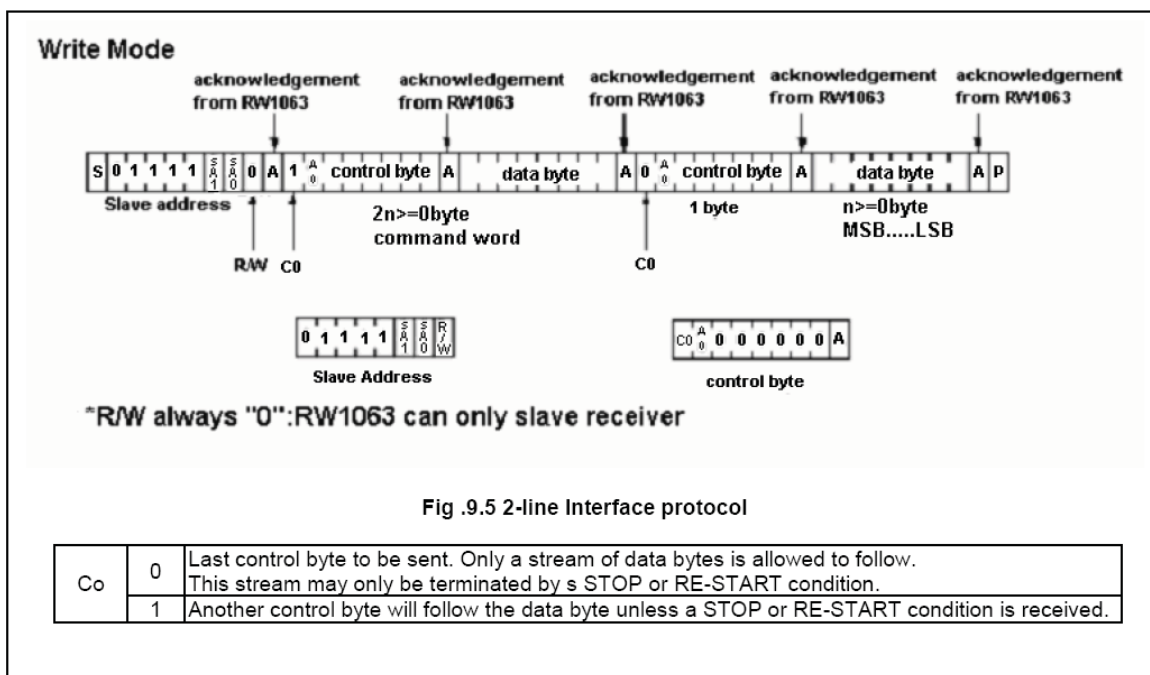 Write Mode
acknowledgement from RW1063
acknowledgement from RW1063
acknowledgement from RW1063
acknowledgement from RW1063
acknowledgement from RW1063
S 0 1 1 1 1 SA1 SA0 0 A 1 A0 control byte A data byte A 0 A0 control byte A data byte A P
Slave address
R/W
C0
2n>=0byte
command word
C0
1 byte
n>=0byte
MSB.....LSB
0 1 1 1 1 SA1 SA0 R/W
Slave Address
C0 A0 0 0 0 0 0 0 A
control byte
*R/W always "0":RW1063 can only slave receiver
Fig .9.5 2-line Interface protocol
Co
0 Last control byte to be sent. Only a stream of data bytes is allowed to follow.
This stream may only be terminated by s STOP or RE-START condition.
1 Another control byte will follow the data byte unless a STOP or RE-START condition is received.